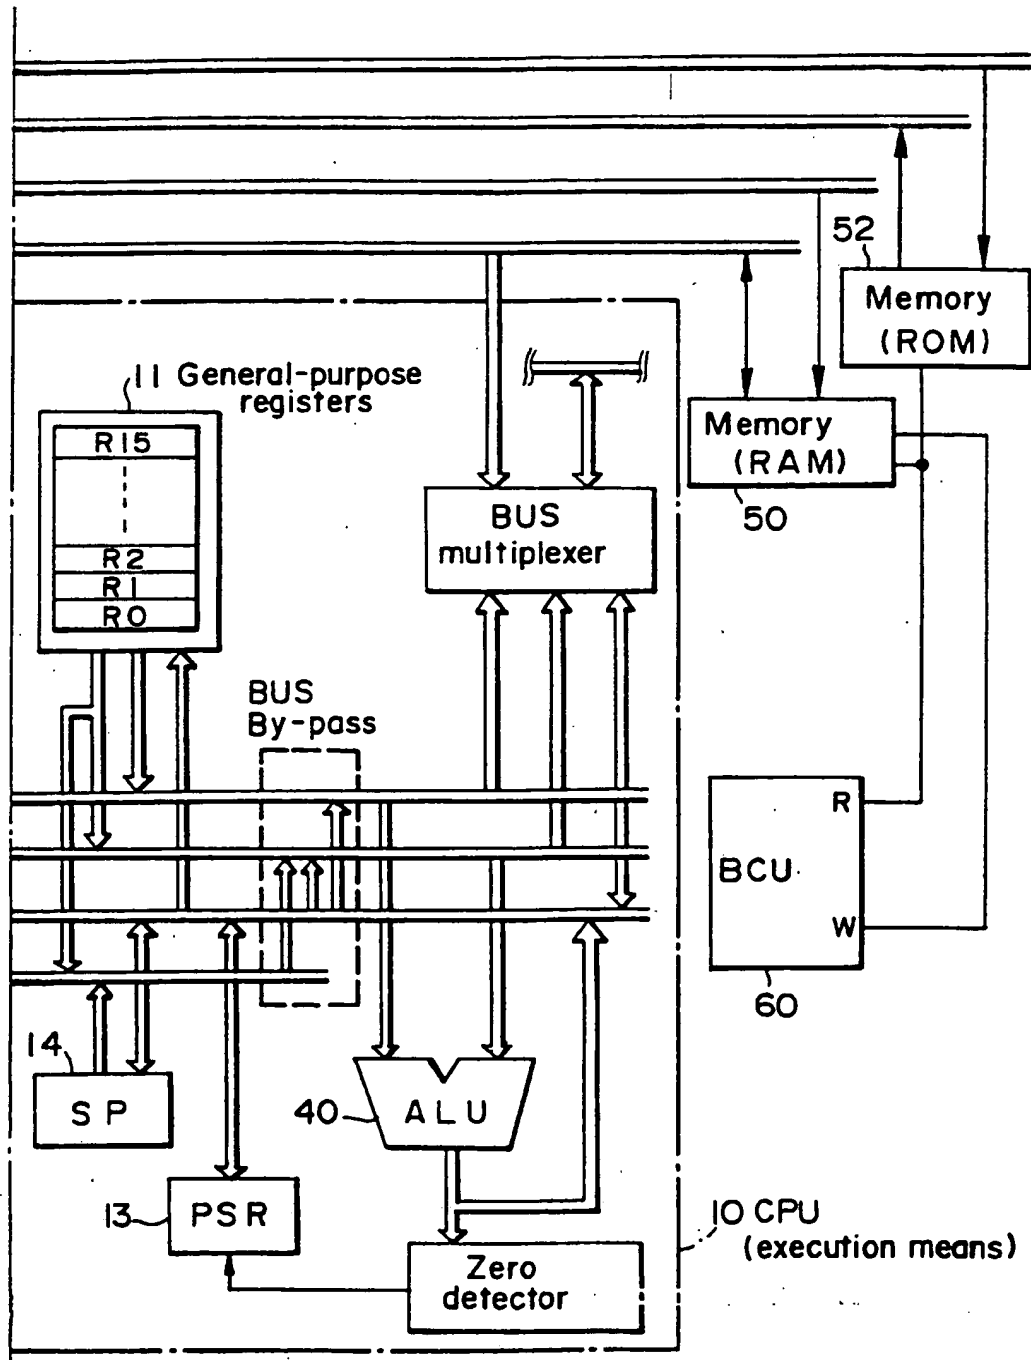 52
Memory
(ROM)
11 General-purpose
registers
R15
R2
R1
R0
Memory
(RAM)
50
BUS
multiplexer
BUS
By-pass
R
BCU
W
60
14
SP
40
ALU
13
PSR
10 CPU
(execution means)
Zero
detector